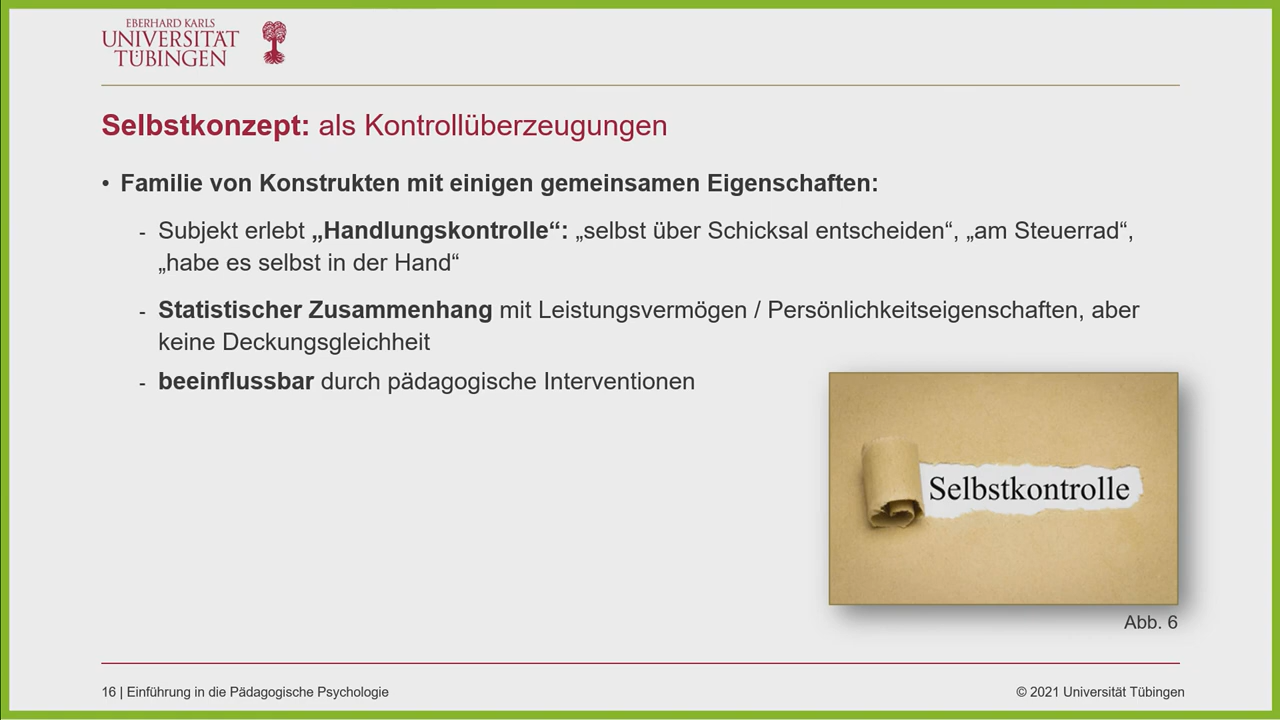 EBERHARD KARLS
UNIVERSITÄT
TÜBINGEN
Selbstkonzept: als Kontrollüberzeugungen
• Familie von Konstrukten mit einigen gemeinsamen Eigenschaften:
- Subjekt erlebt „Handlungskontrolle“: „selbst über Schicksal entscheiden“, „am Steuerrad“,
„habe es selbst in der Hand“
- Statistischer Zusammenhang mit Leistungsvermögen / Persönlichkeitseigenschaften, aber
keine Deckungsgleichheit
- beeinflussbar durch pädagogische Interventionen
Selbstkontrolle
Abb. 6
16 | Einführung in die Pädagogische Psychologie
© 2021 Universität Tübingen